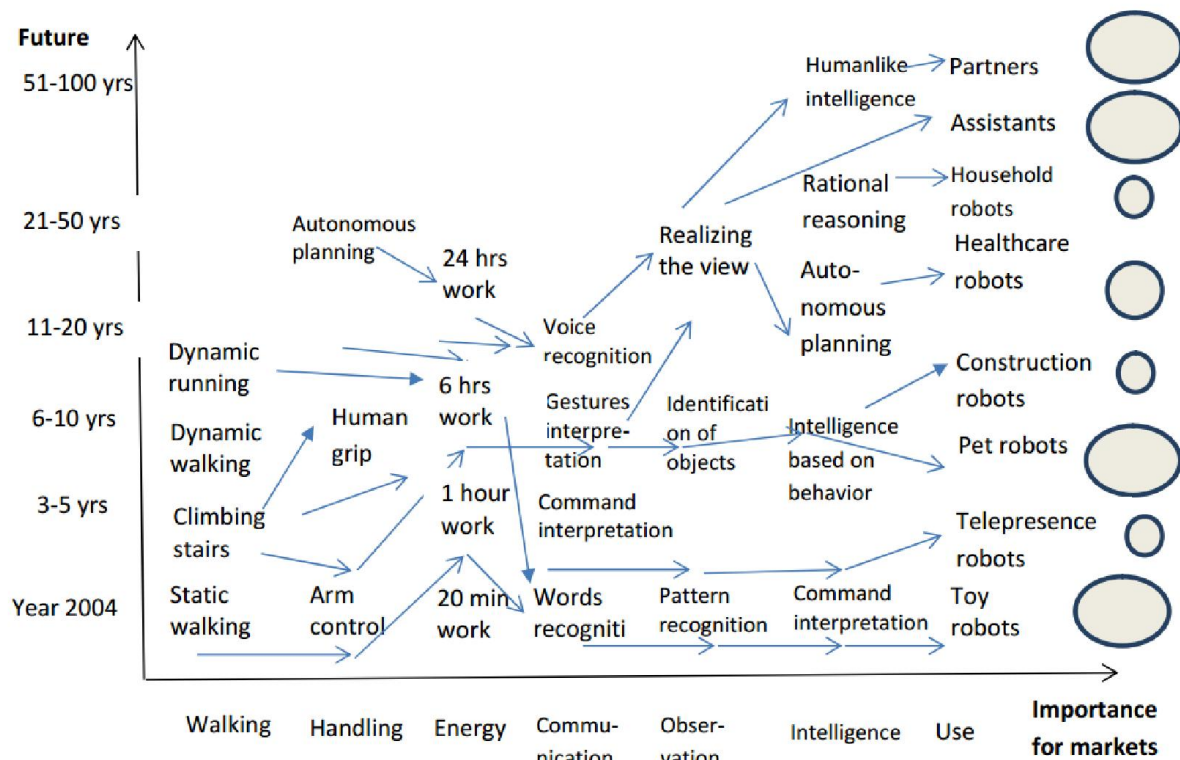 Future
51-100 yrs
21-50 yrs
11-20 yrs
6-10 yrs
3-5 yrs
Year 2004
Dynamic
running
Dynamic
walking
Climbing
stairs
Static
walking
Autonomous
planning
Human
grip
Arm
control
24 hrs
work
6 hrs
work
1 hour
work
20 min
work
Voice
recognition
Gestures
interpre-
tation
Command
interpretation
Words
recogniti
Realizing
the view
Identificati
on of
objects
Pattern
recognition
Humanlike
intelligence
Rational
reasoning
Auto-
nomous
planning
Intelligence
based on
behavior
Command
interpretation
Partners
Assistants
Household
robots
Healthcare
robots
Construction
robots
Pet robots
Telepresence
robots
Toy
robots
Walking
Handling
Energy
Commu-
nication
Obser-
vation
Intelligence
Use
Importance
for markets